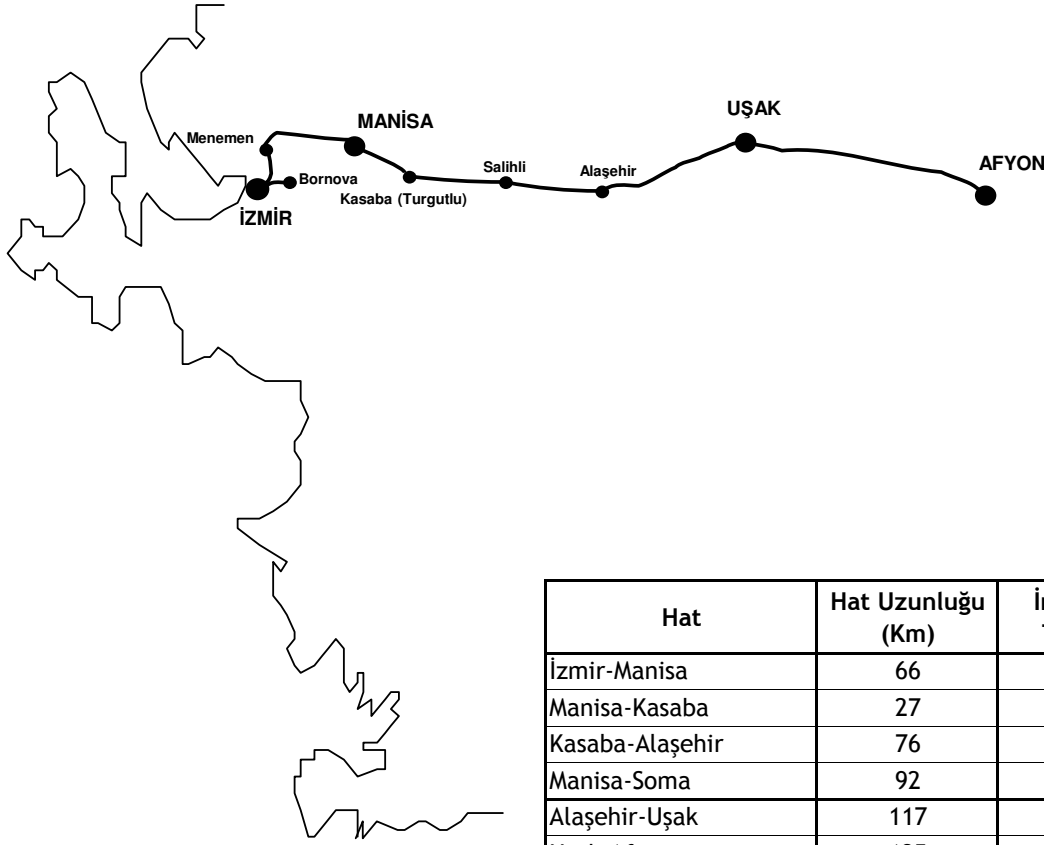 UŞAK
MANİSA
Menemen
AFYON
Salihli
Alaşehir
Bornova
Kasaba (Turgutlu)
İZMİR
Hat
Hat Uzunluğu
(Km)
İzmir-Manisa 66
Manisa-Kasaba 27
Kasaba-Alaşehir 76
Manisa-Soma 92
Alaşehir-Uşak 117